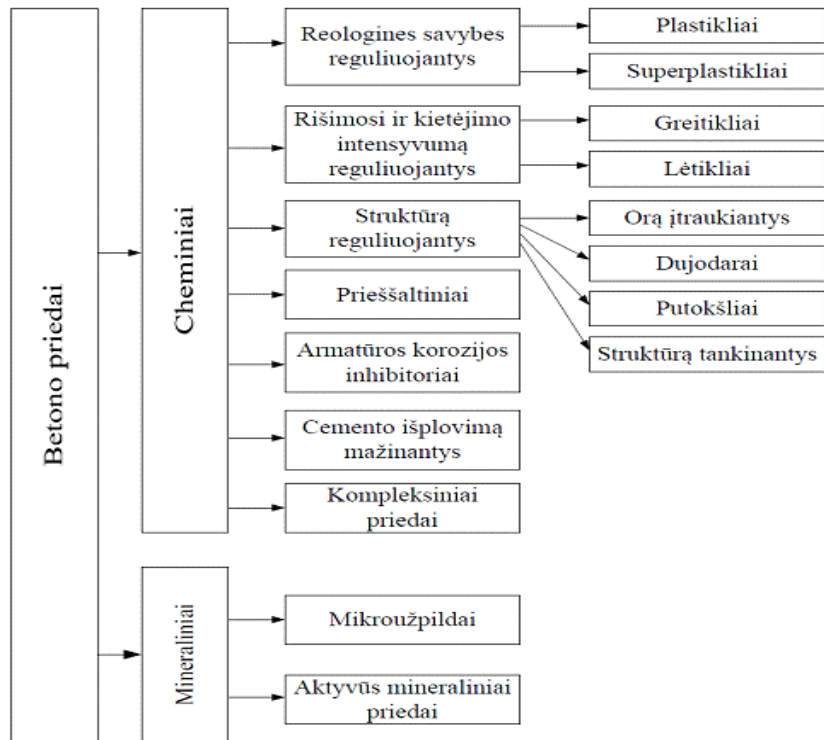 Betono priedai
Cheminiai
Reologines savybes
reguliuojantys
Plastikliai
Superplastikliai
Rišimosi ir kietėjimo
intensyvumą
reguliuojantys
Greitikliai
Lėtikliai
Struktūrą
reguliuojantys
Orą įtraukiantys
Dujodarai
Putokšliai
Struktūrą tankinantys
Prieššaltiniai
Armatūros korozijos
inhibitoriai
Cemento išplovimą
mažinantys
Kompleksiniai
priedai
Mineraliniai
Mikroužpildai
Aktyvūs mineraliniai
priedai